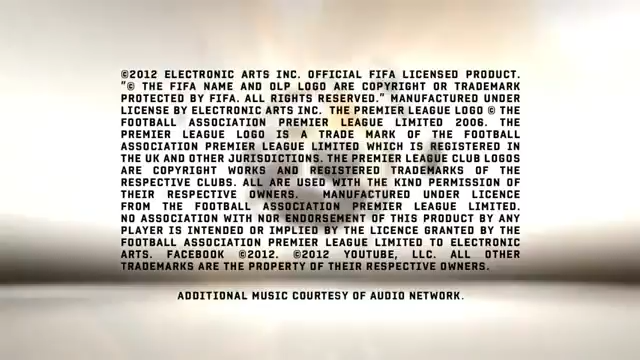 ©2012 ELECTRONIC ARTS INC. OFFICIAL FIFA LICENSED PRODUCT.
"© THE FIFA NAME AND OLP LOGO ARE COPYRIGHT OR TRADEMARK
PROTECTED BY FIFA. ALL RIGHTS RESERVED." MANUFACTURED UNDER
LICENSE BY ELECTRONIC ARTS INC. THE PREMIER LEAGUE LOGO © THE
FOOTBALL ASSOCIATION PREMIER LEAGUE LIMITED 2006. THE
PREMIER LEAGUE LOGO IS A TRADE MARK OF THE FOOTBALL
ASSOCIATION PREMIER LEAGUE LIMITED WHICH IS REGISTERED IN
THE UK AND OTHER JURISDICTIONS. THE PREMIER LEAGUE CLUB LOGOS
ARE COPYRIGHT WORKS AND REGISTERED TRADEMARKS OF THE
RESPECTIVE CLUBS. ALL ARE USED WITH THE KIND PERMISSION OF
THEIR RESPECTIVE OWNERS. MANUFACTURED UNDER LICENCE
FROM THE FOOTBALL ASSOCIATION PREMIER LEAGUE LIMITED.
NO ASSOCIATION WITH NOR ENDORSEMENT OF THIS PRODUCT BY ANY
PLAYER IS INTENDED OR IMPLIED BY THE LICENCE GRANTED BY THE
FOOTBALL ASSOCIATION PREMIER LEAGUE LIMITED TO ELECTRONIC
ARTS. FACEBOOK ©2012. ©2012 YOUTUBE, LLC. ALL OTHER
TRADEMARKS ARE THE PROPERTY OF THEIR RESPECTIVE OWNERS.
ADDITIONAL MUSIC COURTESY OF AUDIO NETWORK.